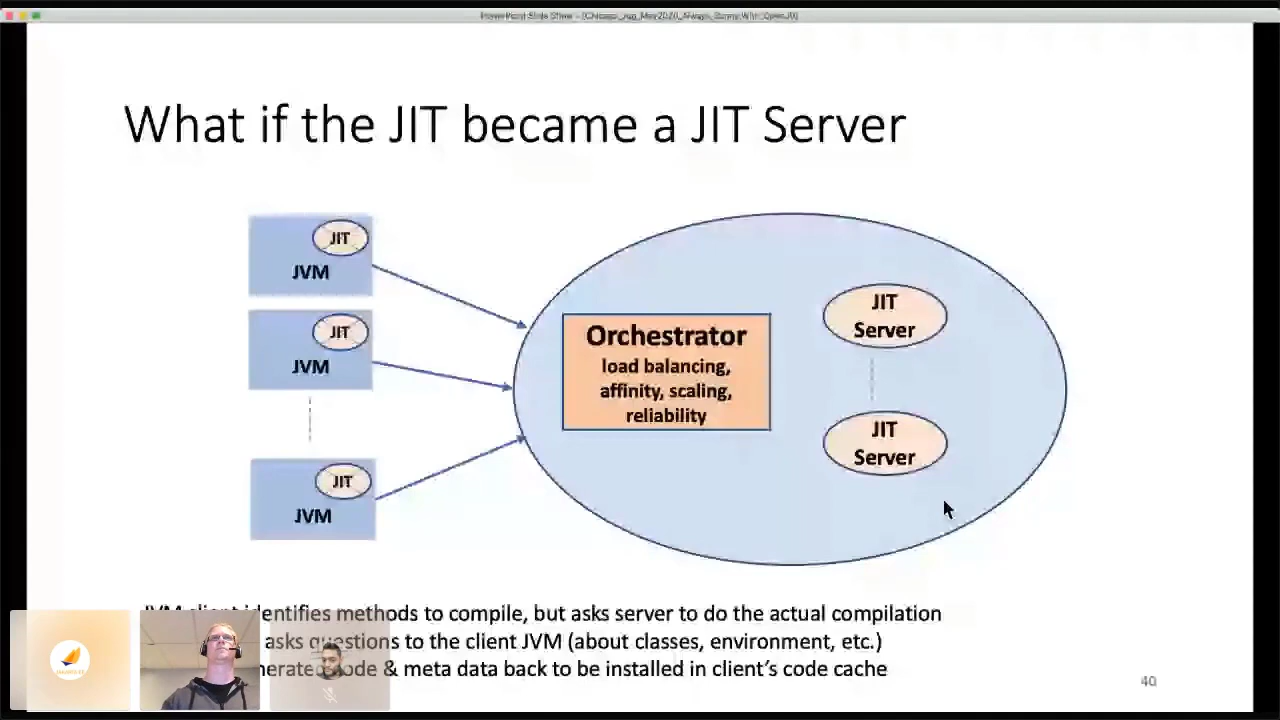 What if the JIT became a JIT Server
JIT
JVM
JIT
JVM
JIT
JVM
Orchestrator
load balancing,
affinity, scaling,
reliability
JIT
Server
JIT
Server
JVM client identifies methods to compile, but asks server to do the actual compilation
asks questions to the client JVM (about classes, environment, etc.)
code & meta data back to be installed in client's code cache
40